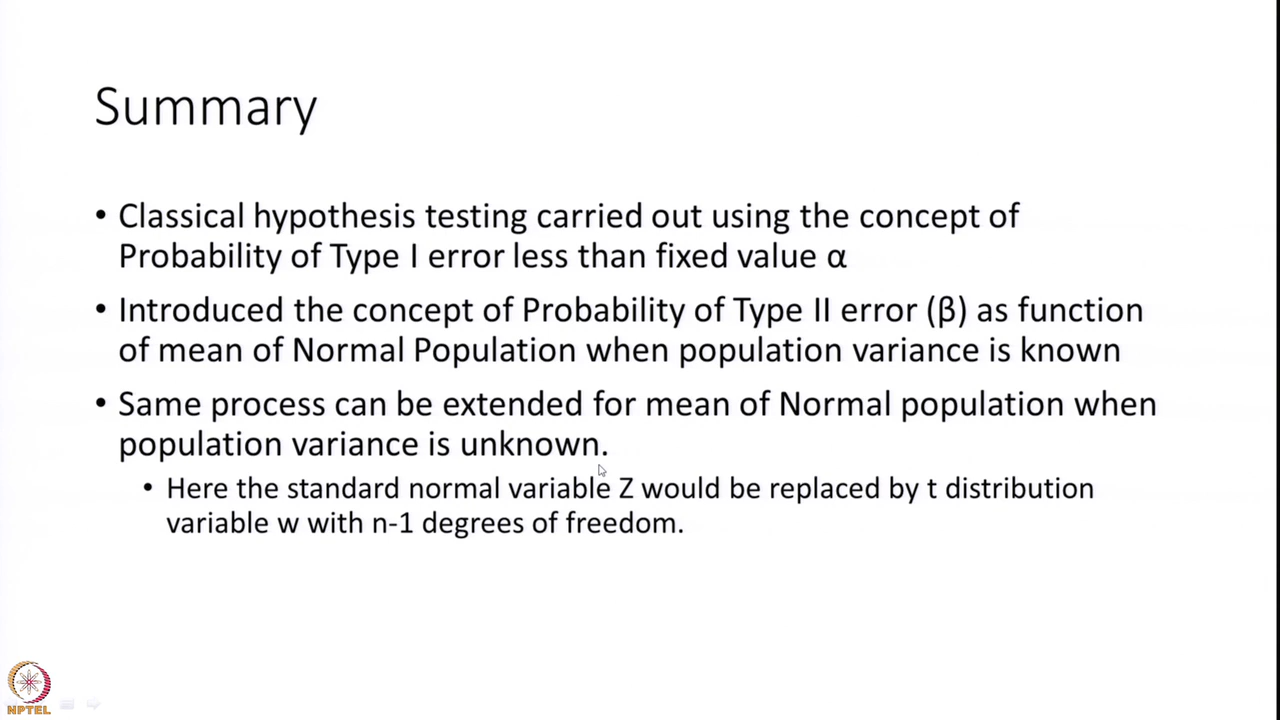 Summary
• Classical hypothesis testing carried out using the concept of
Probability of Type I error less than fixed value α
• Introduced the concept of Probability of Type II error (β) as function
of mean of Normal Population when population variance is known
• Same process can be extended for mean of Normal population when
population variance is unknown.
• Here the standard normal variable Z would be replaced by t distribution
variable w with n-1 degrees of freedom.
NPTEL